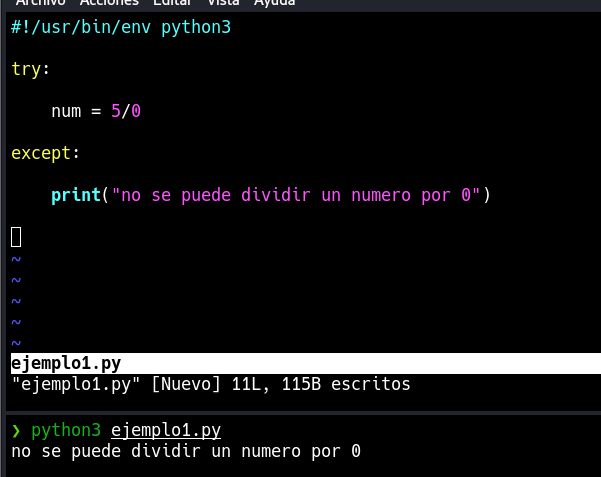 Archivo Acciones Editar Vista Ayuda
#!/usr/bin/env python3
try:
num = 5/0
except:
print("no se puede dividir un numero por 0")
~
~
~
~
~
ejemplo1.py
"ejemplo1.py" [Nuevo] 11L, 115B escritos
❯ python3 ejemplo1.py
no se puede dividir un numero por 0